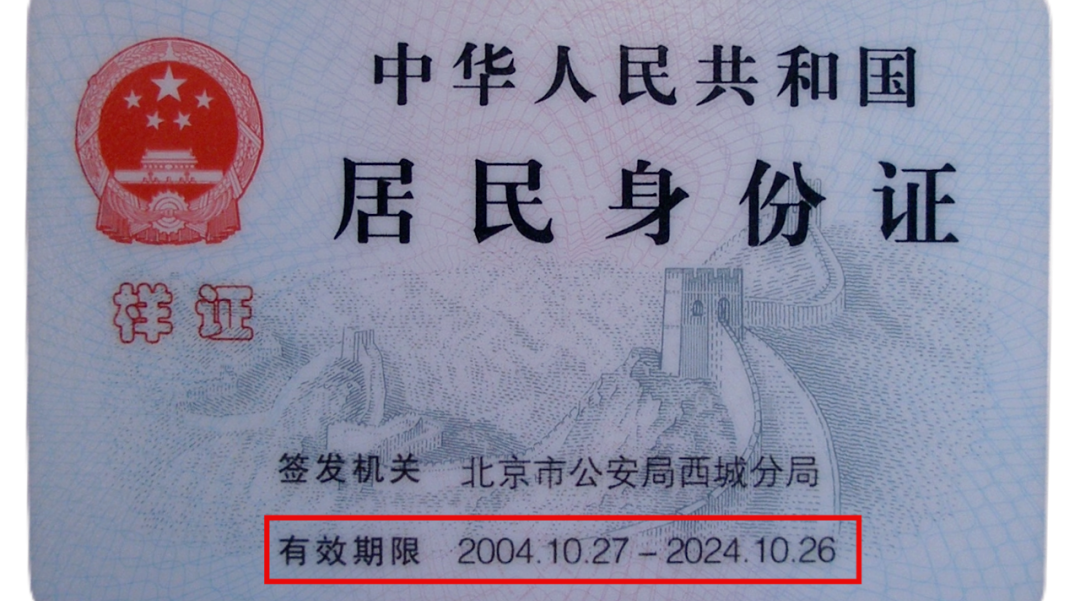 中华人民共和国
居民身份证
样证
签发机关 北京市公安局西城分局
有效期限 2004.10.27－2024.10.26